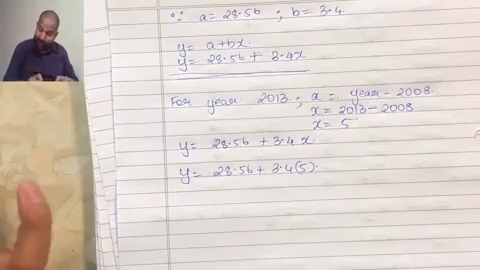 ∵ a = 28.56 ; b = 3.4.
y = a+bx.
y = 28.56 + 3.4x.
For year 2013 ; x = year - 2008.
x = 2013 - 2008
x = 5
y = 28.56 + 3.4 x.
y = 28.56 + 3.4(5).